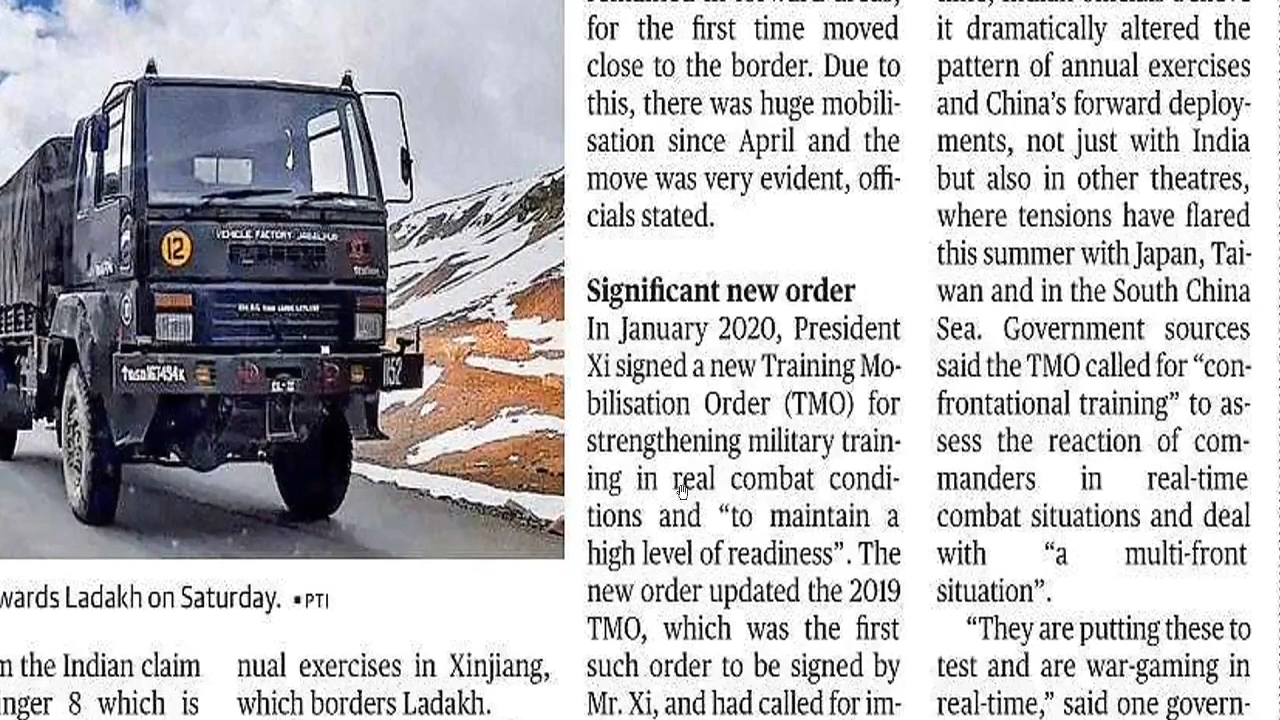 12
VEHICLE FACTORY JABALPUR
152
wards Ladakh on Saturday. ▪PTI
m the Indian claim
nger 8 which is
nual exercises in Xinjiang,
which borders Ladakh.
for the first time moved
close to the border. Due to
this, there was huge mobili-
sation since April and the
move was very evident, offi-
cials stated.
Significant new order
In January 2020, President
Xi signed a new Training Mo-
bilisation Order (TMO) for
strengthening military train-
ing in real combat condi-
tions and “to maintain a
high level of readiness”. The
new order updated the 2019
TMO, which was the first
such order to be signed by
Mr. Xi, and had called for im-
it dramatically altered the
pattern of annual exercises
and China’s forward deploy-
ments, not just with India
but also in other theatres,
where tensions have flared
this summer with Japan, Tai-
wan and in the South China
Sea. Government sources
said the TMO called for “con-
frontational training” to as-
sess the reaction of com-
manders in real-time
combat situations and deal
with “a multi-front
situation”.
“They are putting these to
test and are war-gaming in
real-time,” said one govern-